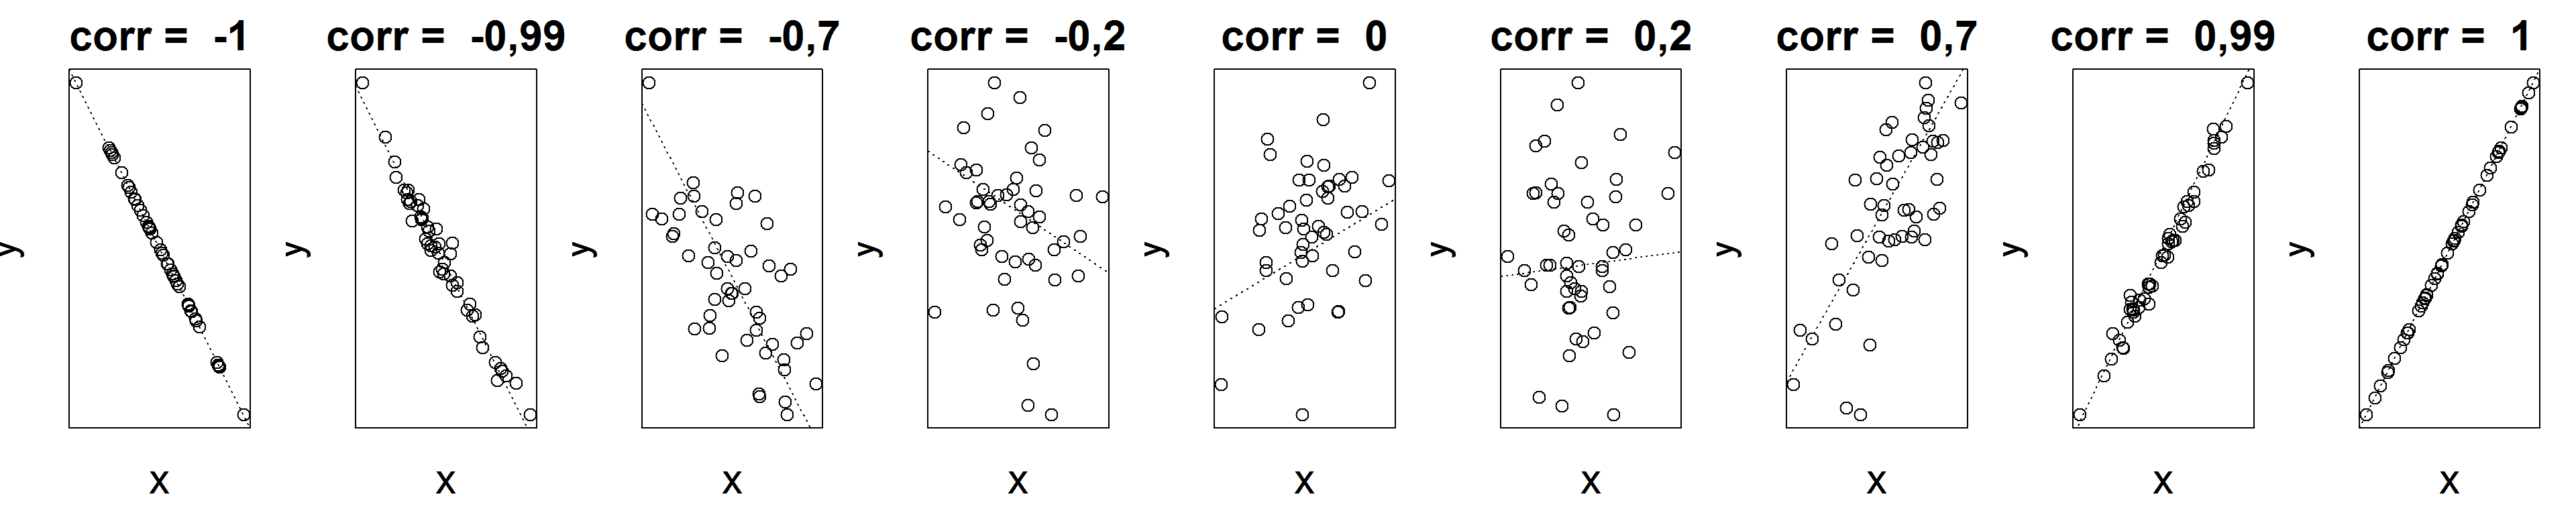 corr = -1 corr = -0,99 corr = -0,7 corr = -0,2 corr = 0 corr = 0,2 corr = 0,7 corr = 0,99 corr = 1
y y y y y y y y y
x x x x x x x x x